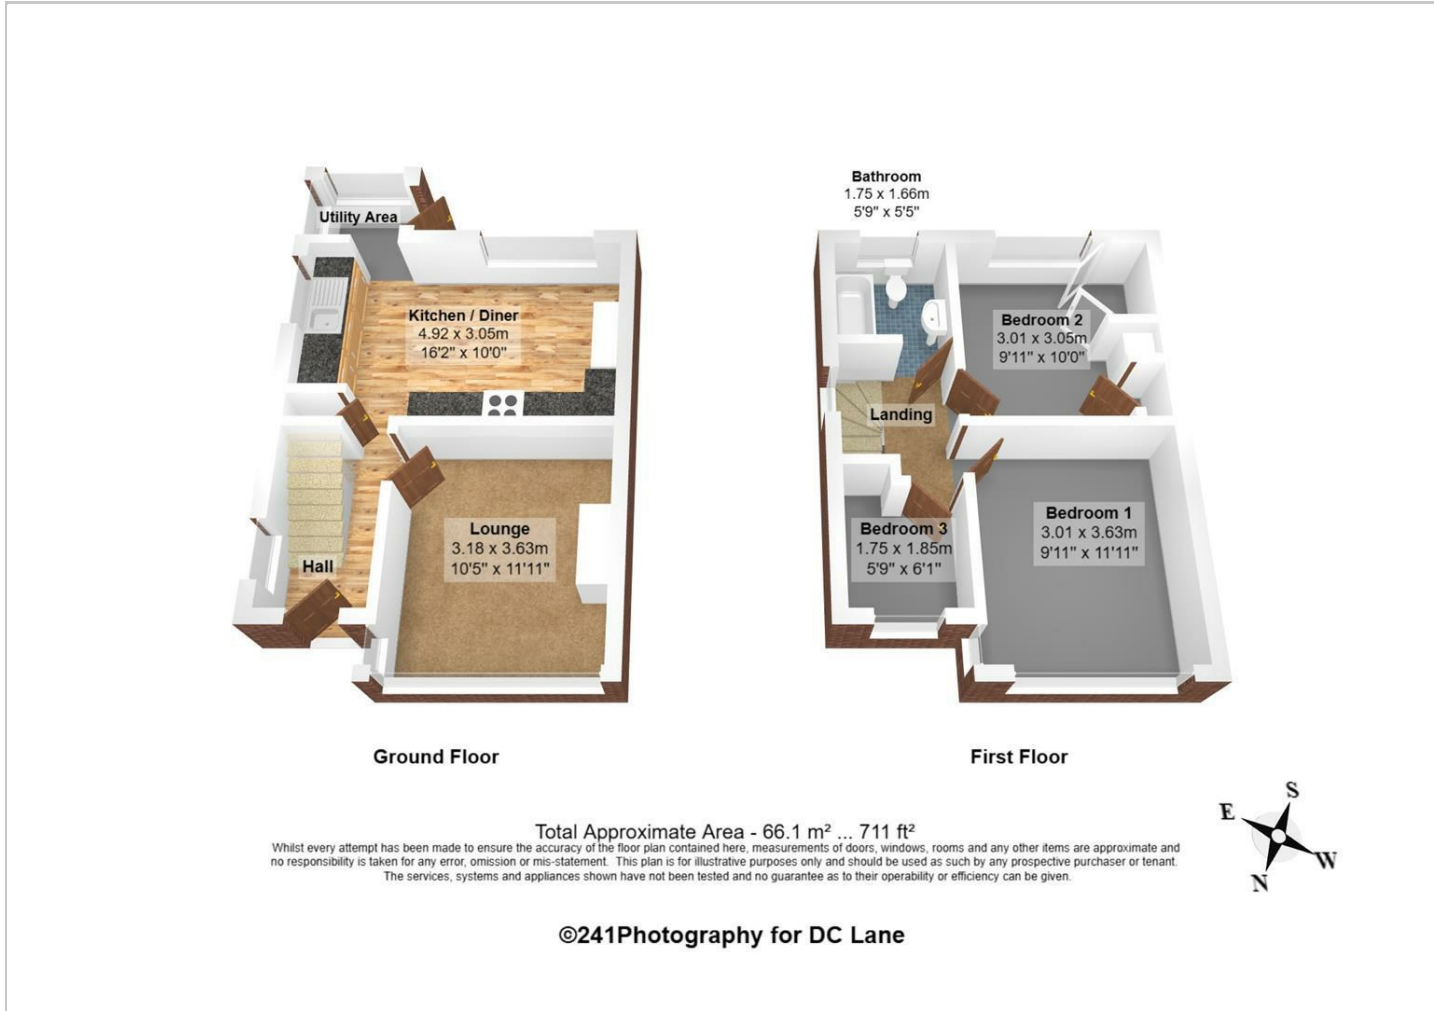 Utility Area
Kitchen / Diner
4.92 x 3.05m
16'2" x 10'0"
Lounge
3.18 x 3.63m
10'5" x 11'11"
Hall
Ground Floor
Bathroom
1.75 x 1.66m
5'9" x 5'5"
Bedroom 2
3.01 x 3.05m
9'11" x 10'0"
Landing
Bedroom 3
1.75 x 1.85m
5'9" x 6'1"
Bedroom 1
3.01 x 3.63m
9'11" x 11'11"
First Floor
S
E
W
N
Total Approximate Area - 66.1 m² ... 711 ft²
Whilst every attempt has been made to ensure the accuracy of the floor plan contained here, measurements of doors, windows, rooms and any other items are approximate and
no responsibility is taken for any error, omission or mis-statement. This plan is for illustrative purposes only and should be used as such by any prospective purchaser or tenant.
The services, systems and appliances shown have not been tested and no guarantee as to their operability or efficiency can be given.
©241Photography for DC Lane